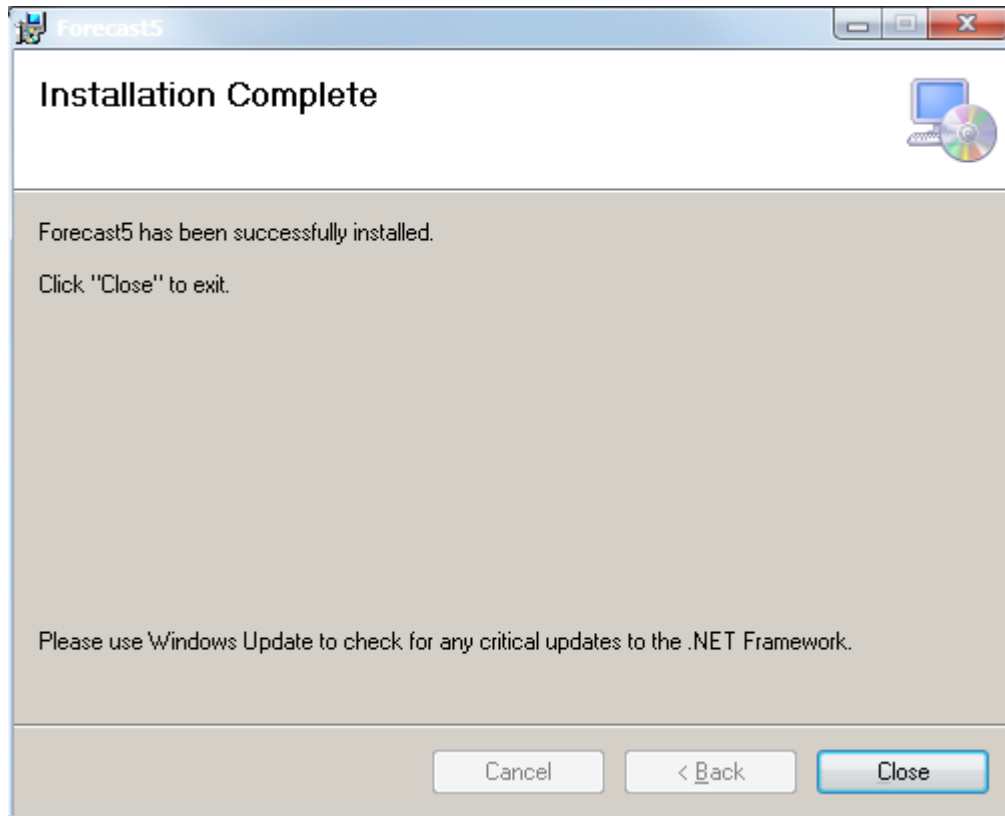 Forecast5
Installation Complete
Forecast5 has been successfully installed.
Click "Close" to exit.
Please use Windows Update to check for any critical updates to the .NET Framework.
Cancel
< Back
Close